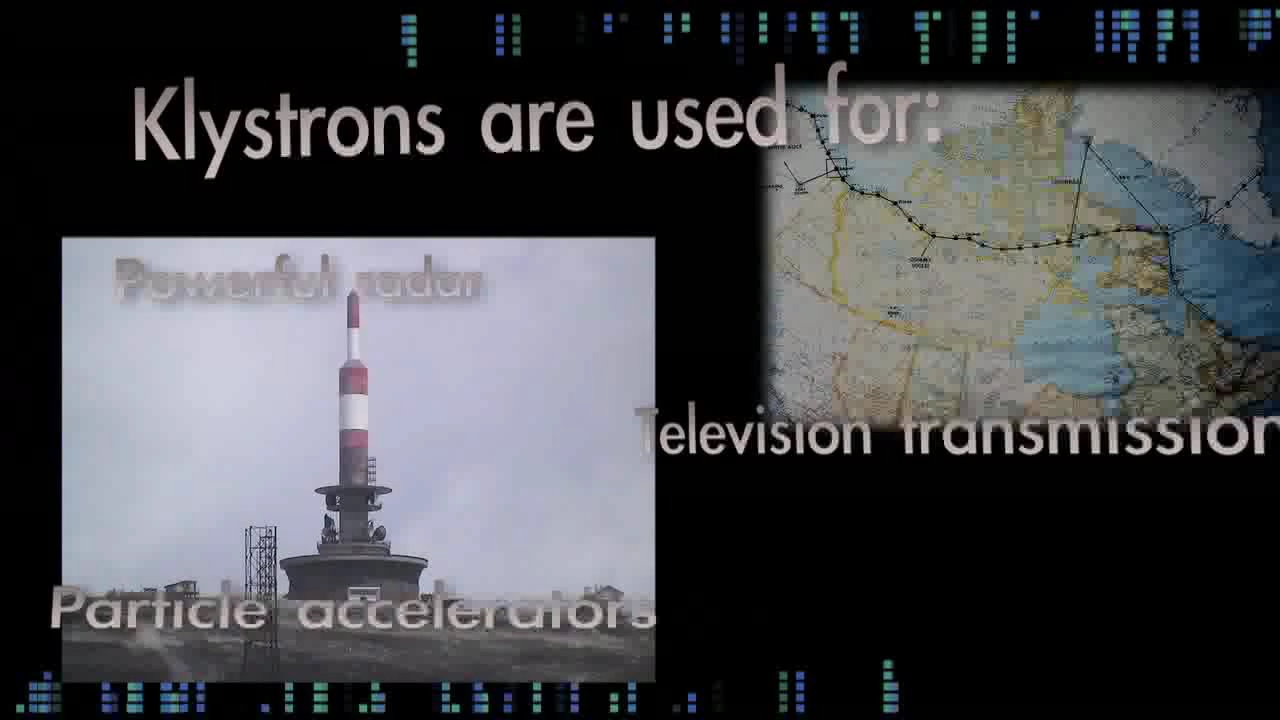 Klystrons are used for:
Powerful radar
Television transmission
Particle accelerators